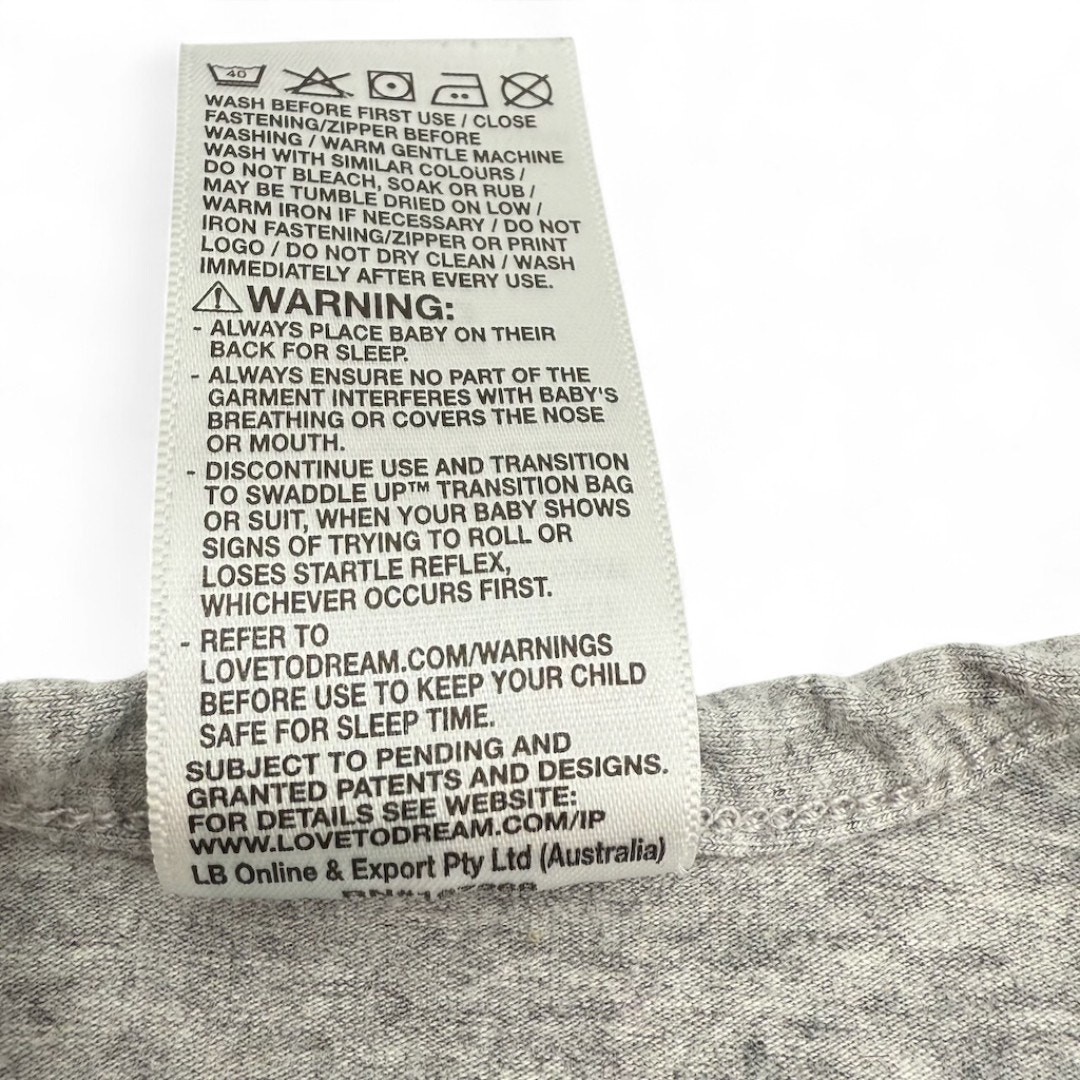 40
WASH BEFORE FIRST USE / CLOSE
FASTENING/ZIPPER BEFORE
WASHING / WARM GENTLE MACHINE
WASH WITH SIMILAR COLOURS /
DO NOT BLEACH, SOAK OR RUB /
MAY BE TUMBLE DRIED ON LOW /
WARM IRON IF NECESSARY / DO NOT
IRON FASTENING/ZIPPER OR PRINT
LOGO / DO NOT DRY CLEAN / WASH
IMMEDIATELY AFTER EVERY USE.
WARNING:
- ALWAYS PLACE BABY ON THEIR
BACK FOR SLEEP.
- ALWAYS ENSURE NO PART OF THE
GARMENT INTERFERES WITH BABY'S
BREATHING OR COVERS THE NOSE
OR MOUTH.
- DISCONTINUE USE AND TRANSITION
TO SWADDLE UP™ TRANSITION BAG
OR SUIT, WHEN YOUR BABY SHOWS
SIGNS OF TRYING TO ROLL OR
LOSES STARTLE REFLEX,
WHICHEVER OCCURS FIRST.
- REFER TO
LOVETODREAM.COM/WARNINGS
BEFORE USE TO KEEP YOUR CHILD
SAFE FOR SLEEP TIME.
SUBJECT TO PENDING AND
GRANTED PATENTS AND DESIGNS.
FOR DETAILS SEE WEBSITE:
WWW.LOVETODREAM.COM/IP
LB Online & Export Pty Ltd (Australia)